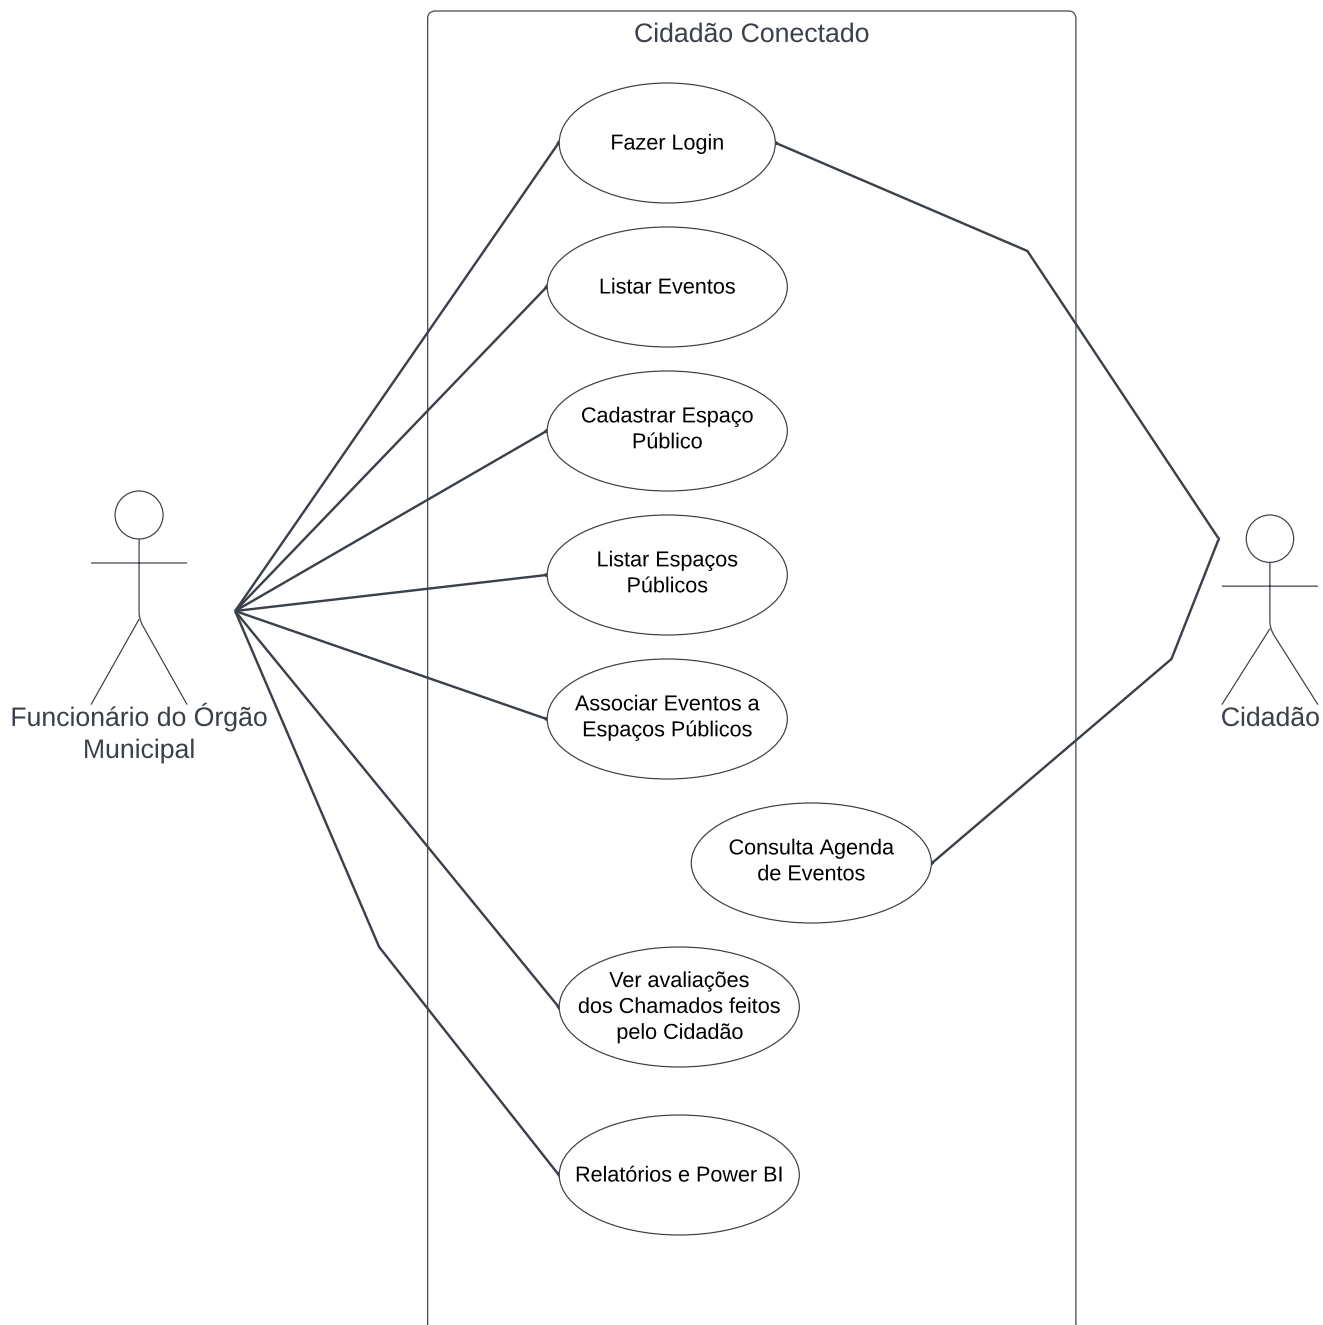 Cidadão Conectado
Fazer Login
Listar Eventos
Cadastrar Espaço
Público
Listar Espaços
Públicos
Associar Eventos a
Espaços Públicos
Funcionário do Órgão
Municipal
Cidadão
Consulta Agenda
de Eventos
Ver avaliações
dos Chamados feitos
pelo Cidadão
Relatórios e Power BI